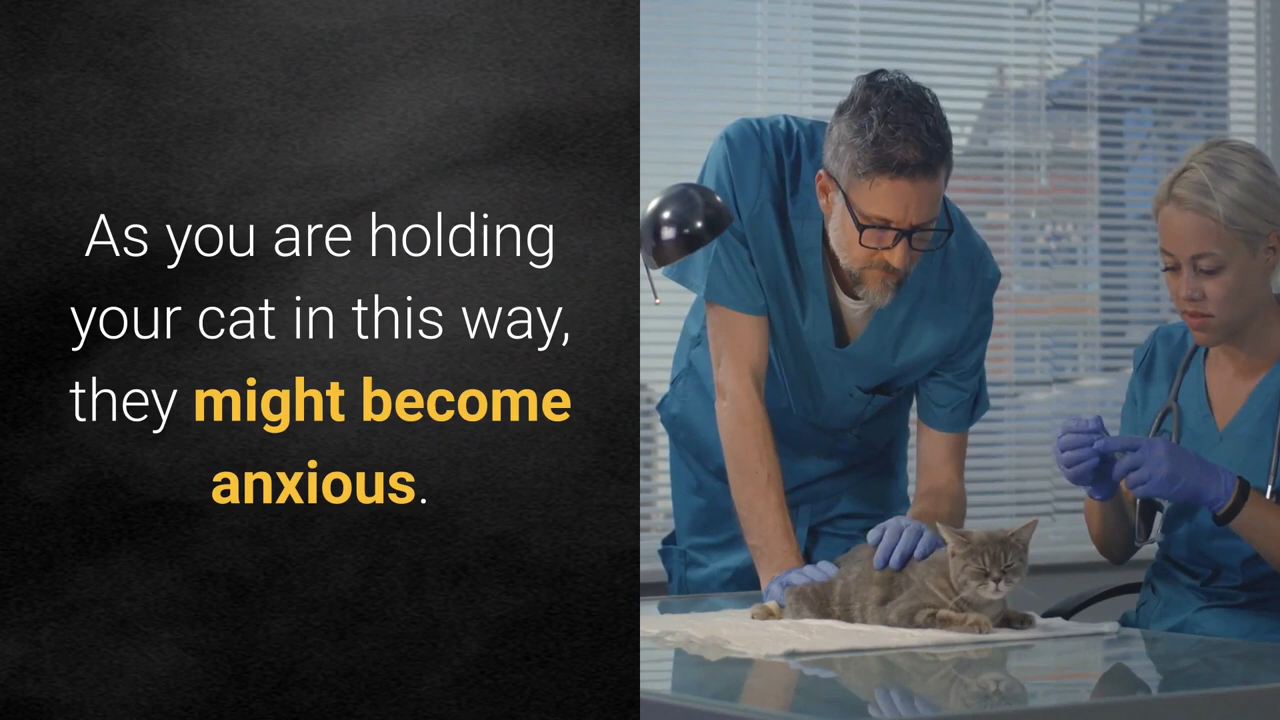 As you are holding
your cat in this way,
they might become
anxious.